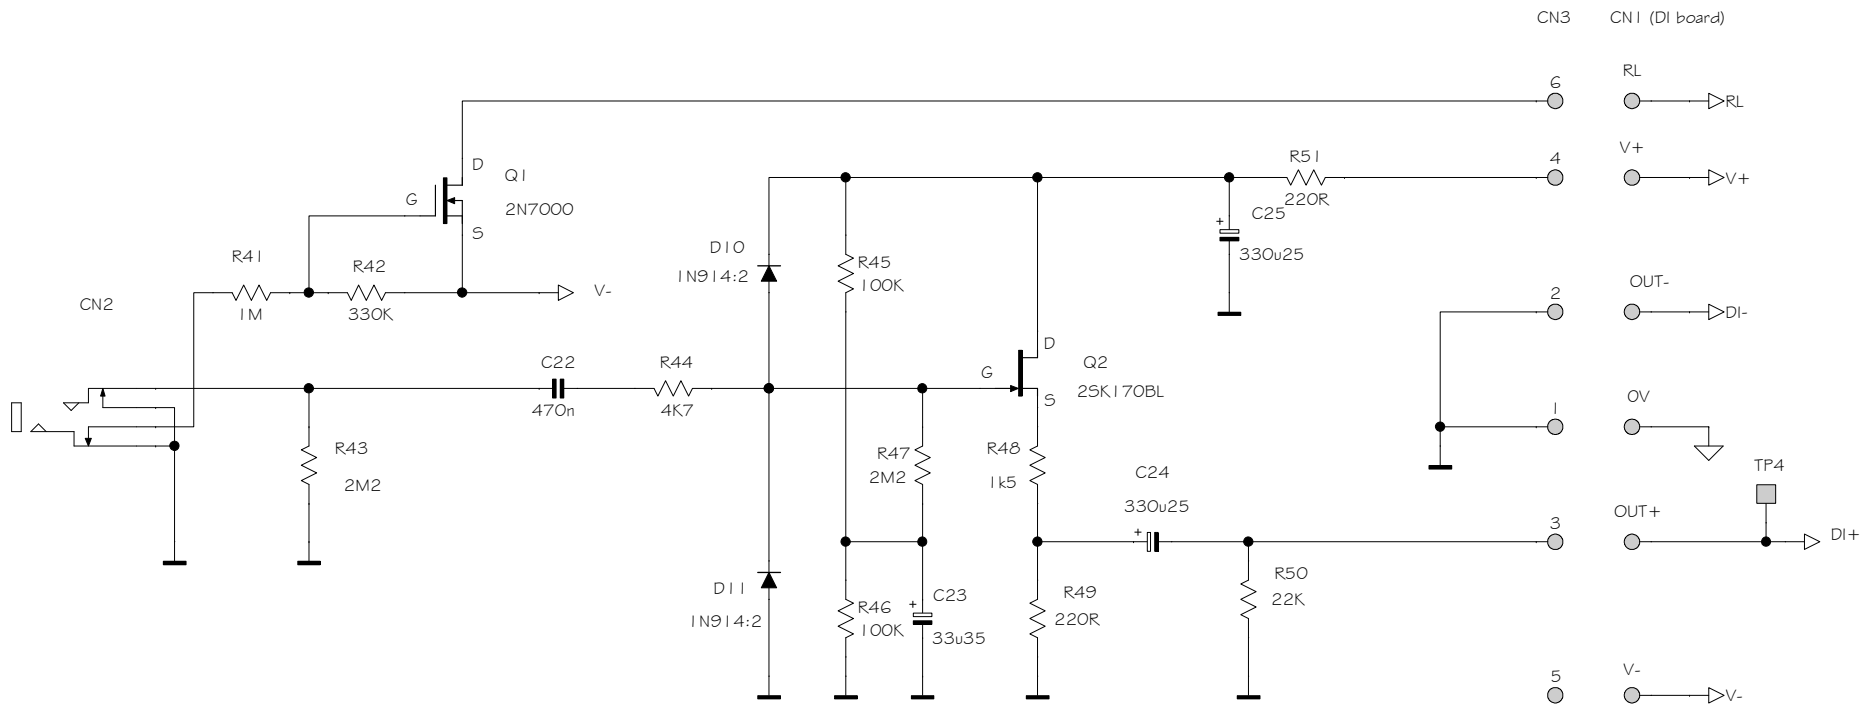 CN3 CN1 (DI board)
6 RL
RL
D
Q1
G
2N7000
S
R51
4 V+
V+
220R
C25
+
330u25
D10
1N914:2
R45
100K
R41
R42
1M
330K
V-
CN2
2 OUT-
DI-
C22
R44
D
Q2
G
2SK170BL
S
470n
4K7
1 0V
R43
2M2
R47
2M2
R48
1k5
C24
330u25
+
TP4
3 OUT+
DI+
D11
1N914:2
R46
100K
+
C23
33u35
R49
220R
R50
22K
5 V-
V-